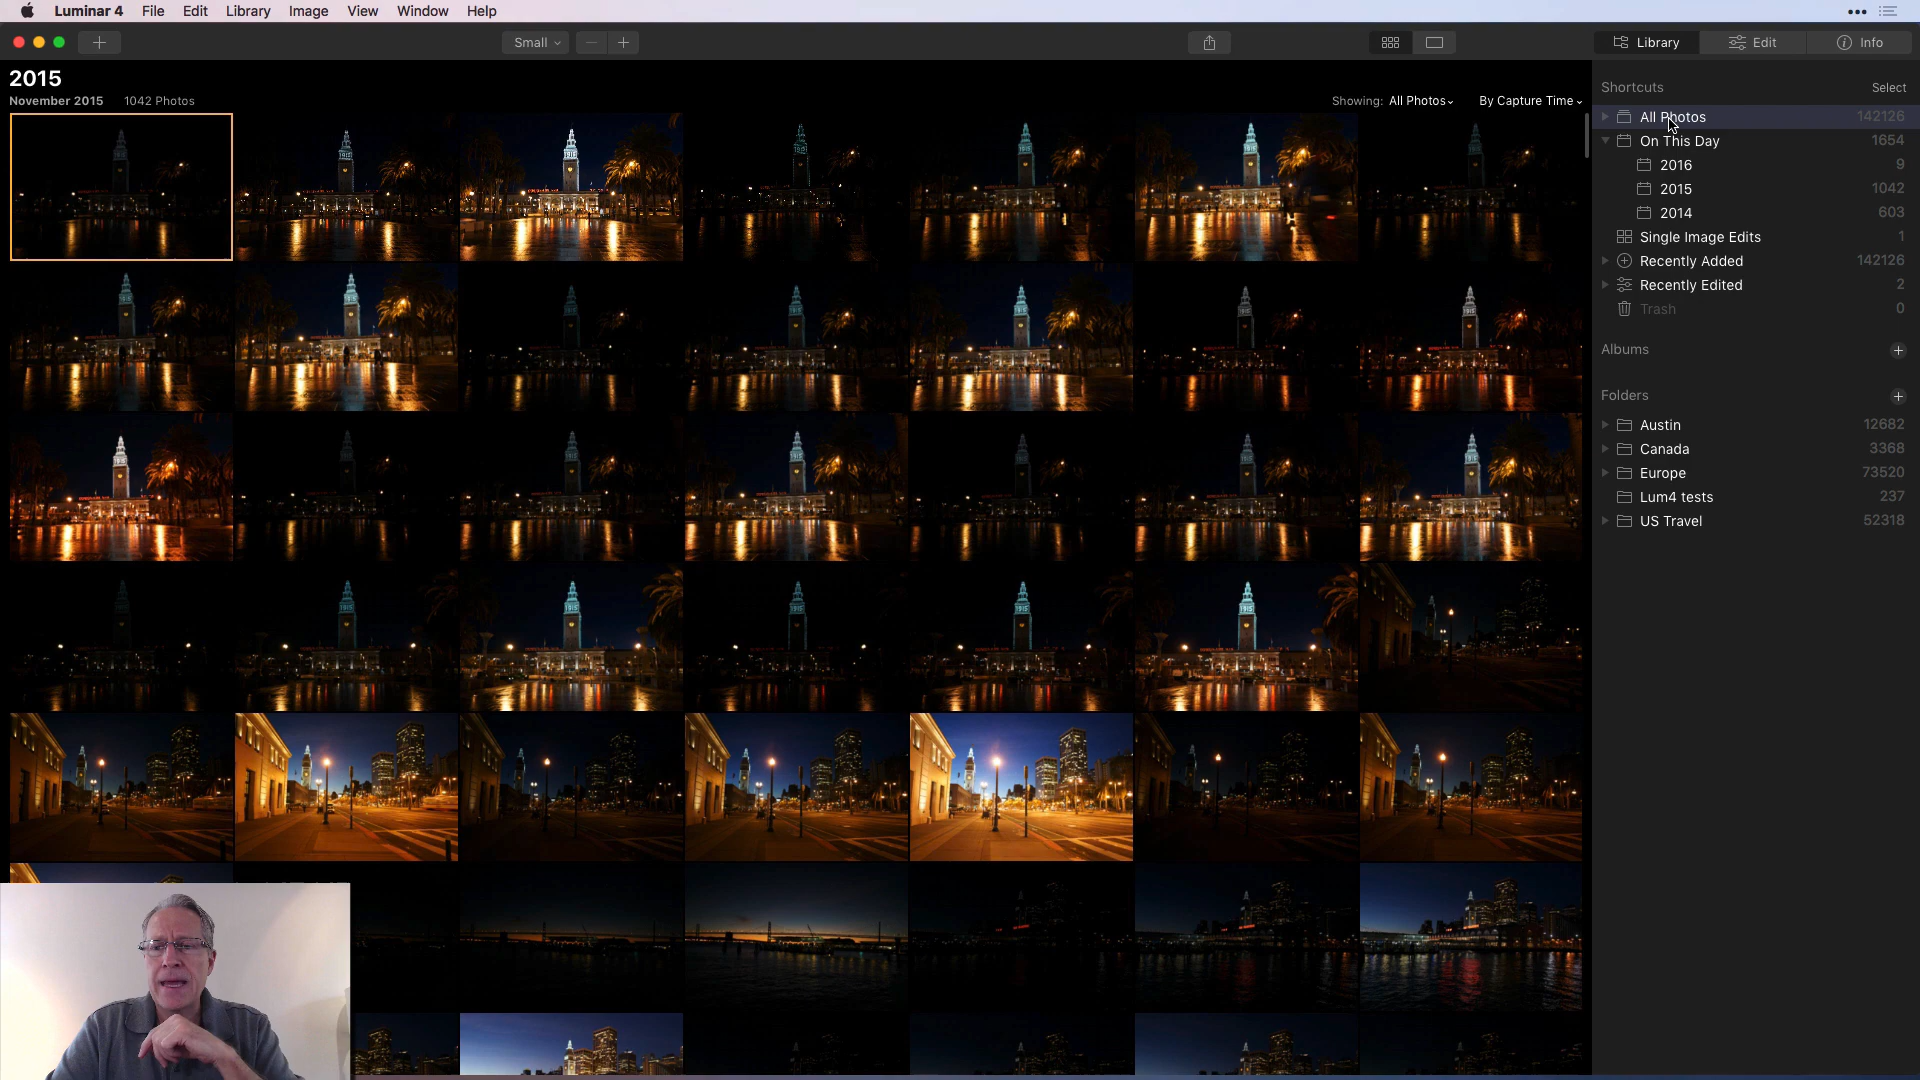 Luminar 4 File Edit Library Image View Window Help
Small
Library Edit Info
2015
November 2015 1042 Photos
Showing: All Photos By Capture Time
Shortcuts Select
All Photos 142126
On This Day 1654
2016 9
2015 1042
2014 603
Single Image Edits 1
Recently Added 142126
Recently Edited 2
Trash 0
Albums
Folders
Austin 12682
Canada 3368
Europe 73520
Lum4 tests 237
US Travel 52318